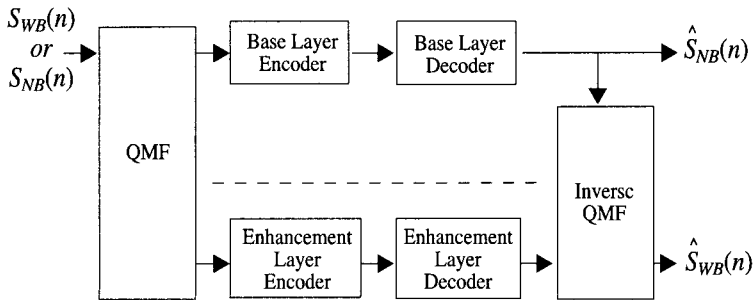 S_WB(n)
or
S_NB(n)
QMF
Base Layer
Encoder
Base Layer
Decoder
Ŝ_NB(n)
Enhancement
Layer
Encoder
Enhancement
Layer
Decoder
Inversc
QMF
Ŝ_WB(n)